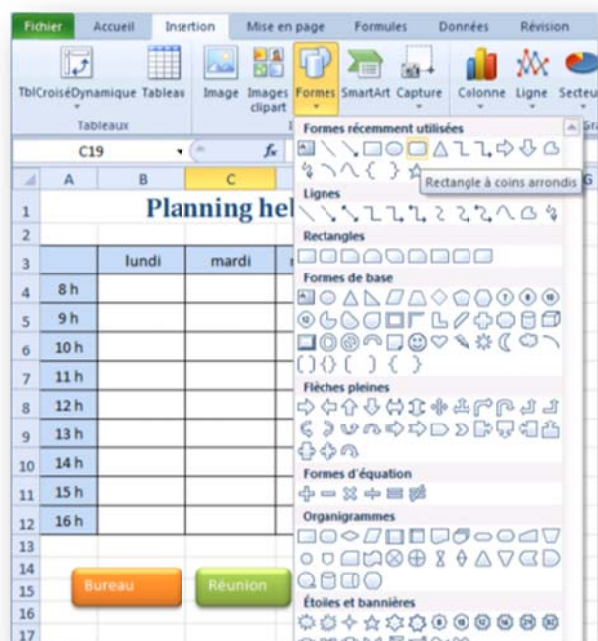 Fichier Accueil Insertion Mise en page Formules Données Révision
TblCroiséDynamique Tableau Image Images clipart Formes SmartArt Capture Colonne Ligne Secteu
Tableaux
C19 fx
Formes récemment utilisées
Rectangle à coins arrondis
A B C G
1 Planning he
Lignes
2
Rectangles
3 lundi mardi
Formes de base
4 8 h
5 9 h
6 10 h
7 11 h
Flèches pleines
8 12 h
9 13 h
10 14 h
Formes d'équation
11 15 h
Organigrammes
12 16 h
13
14
15 Bureau Réunion
Étoiles et bannières
16
17